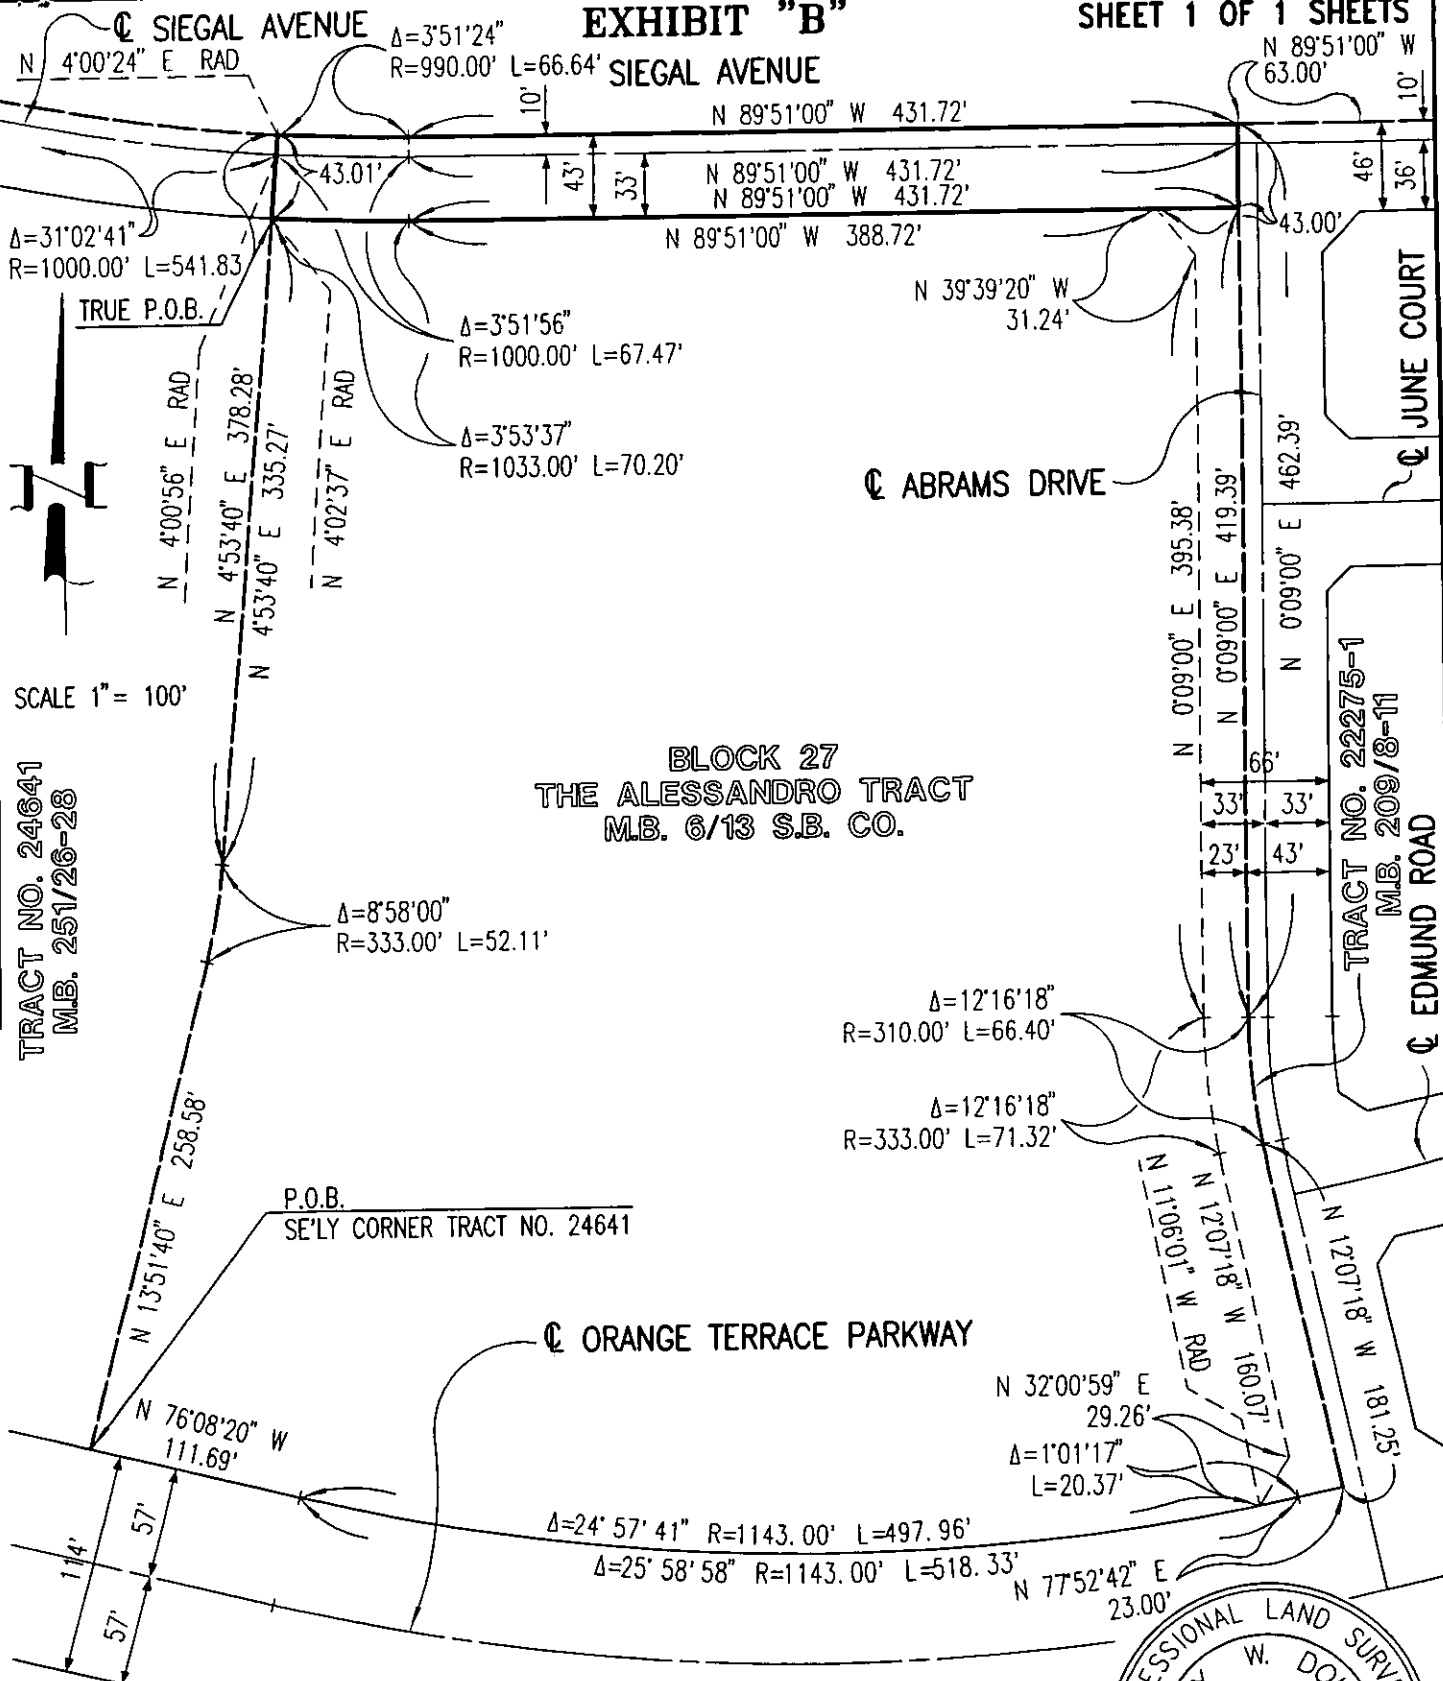 EXHIBIT "B"
SHEET 1 OF 1 SHEETS
℄ SIEGAL AVENUE
N 4°00'24" E RAD
Δ=3°51'24"
R=990.00' L=66.64'
SIEGAL AVENUE
N 89°51'00" W
63.00'
10'
10'
N 89°51'00" W 431.72'
43.01'
43'
33'
N 89°51'00" W 431.72'
N 89°51'00" W 431.72'
46'
36'
N 89°51'00" W 388.72'
43.00'
Δ=31°02'41"
R=1000.00' L=541.83
TRUE P.O.B.
N 39°39'20" W
31.24'
Δ=3°51'56"
R=1000.00' L=67.47'
Δ=3°53'37"
R=1033.00' L=70.20'
N 4°00'56" E RAD
N 4°53'40" E 378.28'
N 4°53'40" E 335.27'
N 4°02'37" E RAD
℄ JUNE COURT
℄ ABRAMS DRIVE
N 0°09'00" E 395.38'
N 0°09'00" E 419.39'
N 0°09'00" E 462.39'
N
SCALE 1" = 100'
TRACT NO. 24641
M.B. 251/26-28
BLOCK 27
THE ALESSANDRO TRACT
M.B. 6/13 S.B. CO.
66'
33'
33'
23'
43'
TRACT NO. 22275-1
M.B. 209/8-11
℄ EDMUND ROAD
Δ=8°58'00"
R=333.00' L=52.11'
Δ=12°16'18"
R=310.00' L=66.40'
Δ=12°16'18"
R=333.00' L=71.32'
N 13°51'40" E 258.58'
P.O.B.
SE'LY CORNER TRACT NO. 24641
N 11°06'01" W RAD
N 12°07'18" W 160.07'
N 12°07'18" W 181.25'
℄ ORANGE TERRACE PARKWAY
N 32°00'59" E
29.26'
Δ=1°01'17"
L=20.37'
N 76°08'20" W
111.69'
57'
114'
57'
Δ=24°57'41" R=1143.00' L=497.96'
Δ=25°58'58" R=1143.00' L=518.33'
N 77°52'42" E
23.00'
LAND
W.